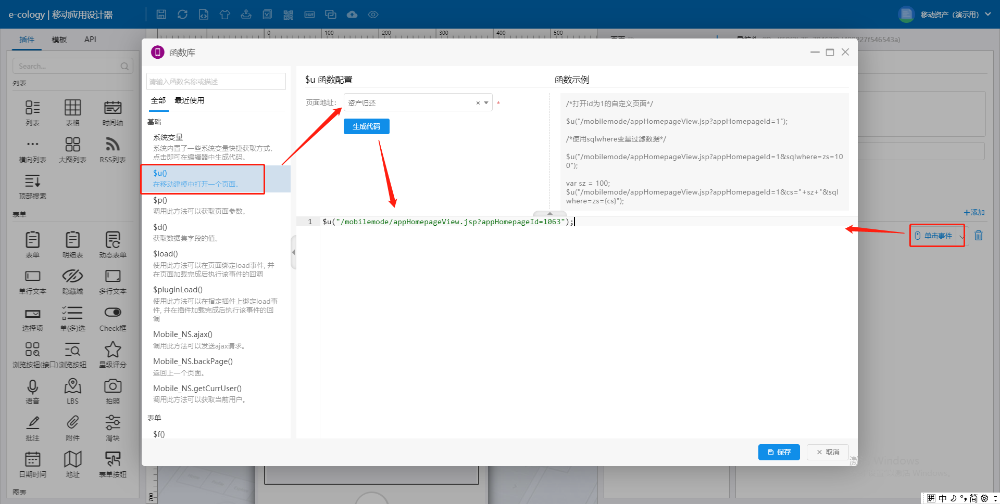 e-cology | 移动应用设计器
移动资产（演示用）
插件 模板 API
Search...
列表
列表 表格 时间轴
横向列表 大图列表 RSS列表
顶部搜索
表单
表单 明细表 动态表单
单行文本 隐藏域 多行文本
选择项 单(多)选 Check框
浏览按钮(接口) 浏览按钮 星级评分
语音 LBS 拍照
批注 附件 滑块
日期时间 地址 表单按钮
图表
0 100 200 300 400 500
700
函数库
请输入函数名称或描述
全部 最近使用
基础
系统变量
系统内置了一些系统变量快捷获取方式，
点击即可在编辑器中生成代码。
$u()
在移动建模中打开一个页面。
$p()
调用此方法可以获取页面参数。
$d()
获取数据集字段的值。
$load()
使用此方法可以在页面绑定load事件, 并
在页面加载完成后执行该事件的回调
$pluginLoad()
使用此方法可以在指定插件上绑定load事
件, 并在插件加载完成后执行该事件的回
调
Mobile_NS.ajax()
调用此方法可以发送ajax请求。
Mobile_NS.backPage()
返回上一个页面。
Mobile_NS.getCurrUser()
调用此方法可以获取当前用户。
表单
$f()
$u 函数配置
页面地址: 资产归还 × *
生成代码
函数示例
/*打开id为1的自定义页面*/
$u("/mobilemode/appHomepageView.jsp?appHomepageId=1");
/*使用sqlwhere变量过滤数据*/
$u("/mobilemode/appHomepageView.jsp?appHomepageId=1&sqlwhere=zs=10
0");
var sz = 100;
$u("/mobilemode/appHomepageView.jsp?appHomepageId=1&cs="+sz+"&sql
where=zs={cs}");
1 $u("/mobilemode/appHomepageView.jsp?appHomepageId=1063");
添加
单击事件
保存 取消
Windows
拼 中 简